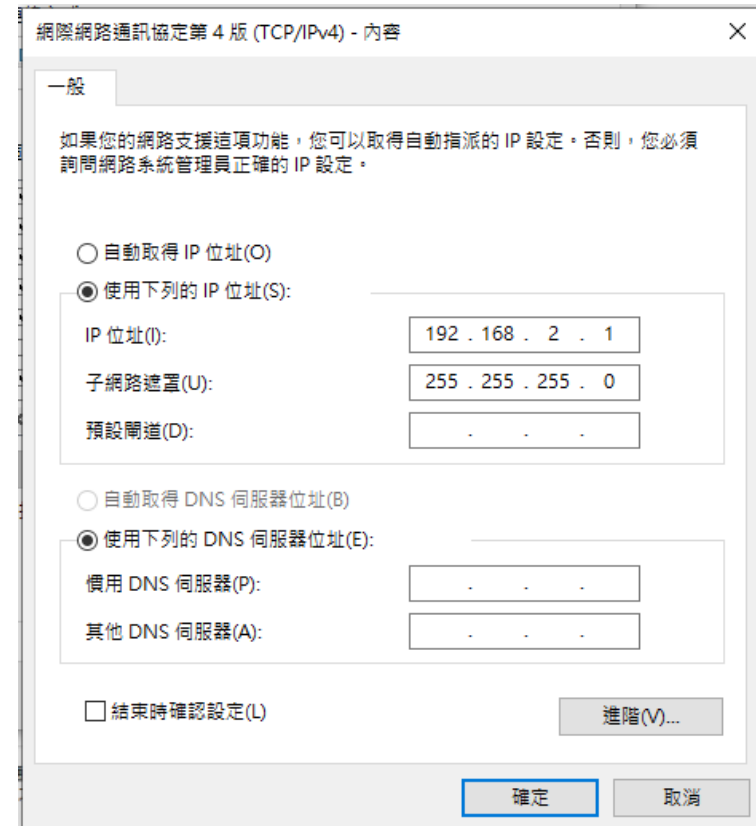 網際網路通訊協定第 4 版 (TCP/IPv4) - 內容
一般
如果您的網路支援這項功能，您可以取得自動指派的 IP 設定。否則，您必須
詢問網路系統管理員正確的 IP 設定。
自動取得 IP 位址(O)
使用下列的 IP 位址(S):
IP 位址(I):
192 . 168 . 2 . 1
子網路遮罩(U):
255 . 255 . 255 . 0
預設閘道(D):
. . .
自動取得 DNS 伺服器位址(B)
使用下列的 DNS 伺服器位址(E):
慣用 DNS 伺服器(P):
. . .
其他 DNS 伺服器(A):
. . .
結束時確認設定(L)
進階(V)...
確定
取消